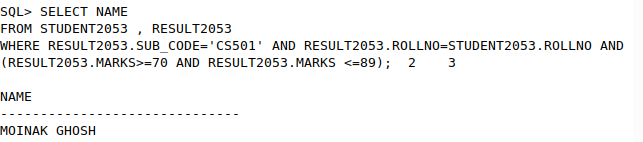 SQL> SELECT NAME
FROM STUDENT2053 , RESULT2053
WHERE RESULT2053.SUB_CODE='CS501' AND RESULT2053.ROLLNO=STUDENT2053.ROLLNO AND
(RESULT2053.MARKS>=70 AND RESULT2053.MARKS <=89);  2    3
NAME
------------------------------
MOINAK GHOSH